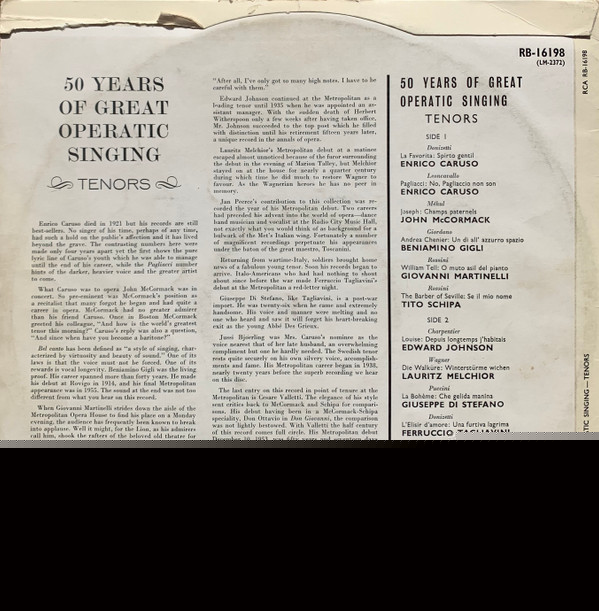 RB-16198
(LM-2372)
RCA RB-16198
50 YEARS
OF GREAT
OPERATIC
SINGING
TENORS
Enrico Caruso died in 1921 but his records are still
best-sellers. No singer of his time, perhaps of any time,
had such a hold on the public's affection and it has lived
beyond the grave. The contrasting numbers here were
made only four years apart yet the first shows the pure
lyric line of Caruso's youth which he was able to manage
until the end of his career, while the Pagliacci number
hints of the darker, heavier voice and the greater artist
to come.
What Caruso was to opera John McCormack was in
concert. So pre-eminent was McCormack's position as
a recitalist that many forget he began and had quite a
career in opera. McCormack had no greater admirer
than his friend Caruso. Once in Boston McCormack
greeted his colleague, "And how is the world's greatest
tenor this morning?" Caruso's reply was also a question,
"And since when have you become a baritone?"
Bel canto has been defined as "a style of singing, char-
acterized by virtuosity and beauty of sound." One of its
laws is that the voice must not be forced. One of its
rewards is vocal longevity. Beniamino Gigli was the living
proof. His career spanned more than forty years. He made
his debut at Rovigo in 1914, and his final Metropolitan
appearance was in 1955. The sound at the end was not too
different from what you hear on this record.
When Giovanni Martinelli strides down the aisle of the
Metropolitan Opera House to find his place on a Monday
evening, the audience has frequently been known to break
into applause. Well it might, for the Lion, as his admirers
call him, shook the rafters of the beloved old theater for
"After all, I've only got so many high notes. I have to be
careful with them."
Edward Johnson continued at the Metropolitan as a
leading tenor until 1935 when he was appointed an as-
sistant manager. With the sudden death of Herbert
Witherspoon only a few weeks after having taken office,
Mr. Johnson succeeded to the top post which he filled
with distinction until his retirement fifteen years later,
a unique record in the annals of opera.
Lauritz Melchior's Metropolitan debut at a matinee
escaped almost unnoticed because of the furor surrounding
the debut in the evening of Marion Talley, but Melchior
stayed on at the house for nearly a quarter century
during which time he did much to restore Wagner to
favour. As the Wagnerian heroes he has no peer in
memory.
Jan Peerce's contribution to this collection was re-
corded the year of his Metropolitan debut. Two careers
had preceded his advent into the world of opera—dance
band musician and vocalist at the Radio City Music Hall,
not exactly what you would think of as background for a
bulwark of the Met's Italian wing. Fortunately a number
of magnificent recordings perpetuate his appearances
under the baton of the great maestro, Toscanini.
Returning from wartime-Italy, soldiers brought home
news of a fabulous young tenor. Soon his records began to
arrive. Italo-Americans who had had nothing to shout
about since before the war made Ferruccio Tagliavini's
debut at the Metropolitan a red-letter night.
Giuseppe Di Stefano, like Tagliavini, is a post-war
import. He was twenty-six when he came and extremely
handsome. His voice and manner were melting and no
one who heard and saw it will forget his heart-breaking
exit as the young Abbé Des Grieux.
Jussi Bjoerling was Mrs. Caruso's nominee as the
voice nearest that of her late husband, an overwhelming
compliment but one he hardly needed. The Swedish tenor
rests quite securely on his own silvery voice, accomplish-
ments and fame. His Metropolitan career began in 1938,
nearly twenty years before the superb recording we hear
on this disc.
The last entry on this record in point of tenure at the
Metropolitan is Cesare Valletti. The elegance of his style
sent critics back to McCormack and Schipa for compari-
sons. His debut having been in a McCormack-Schipa
speciality, Don Ottavio in Don Giovanni, the comparison
was not lightly bestowed. With Valletti the half century
of this record comes full circle. His Metropolitan debut
December 10, 1953, was fifty years and seventeen days
50 YEARS OF GREAT
OPERATIC SINGING
TENORS
SIDE 1
Donizetti
La Favorita: Spirto gentil
ENRICO CARUSO
Leoncavallo
Pagliacci: No, Pagliaccio non son
ENRICO CARUSO
Méhul
Joseph: Champs paternels
JOHN McCORMACK
Giordano
Andrea Chenier: Un di all' azzurro spazio
BENIAMINO GIGLI
Rossini
William Tell: O muto asil del pianto
GIOVANNI MARTINELLI
Rossini
The Barber of Seville: Se il mio nome
TITO SCHIPA
SIDE 2
Charpentier
Louise: Depuis longtemps j'habitais
EDWARD JOHNSON
Wagner
Die Walküre: Winterstürme wichen
LAURITZ MELCHIOR
Puccini
La Bohème: Che gelida manina
GIUSEPPE DI STEFANO
Donizetti
L'Elisir d'amore: Una furtiva lagrima
FERRUCCIO TAGLIAVINI
SINGING — TENORS